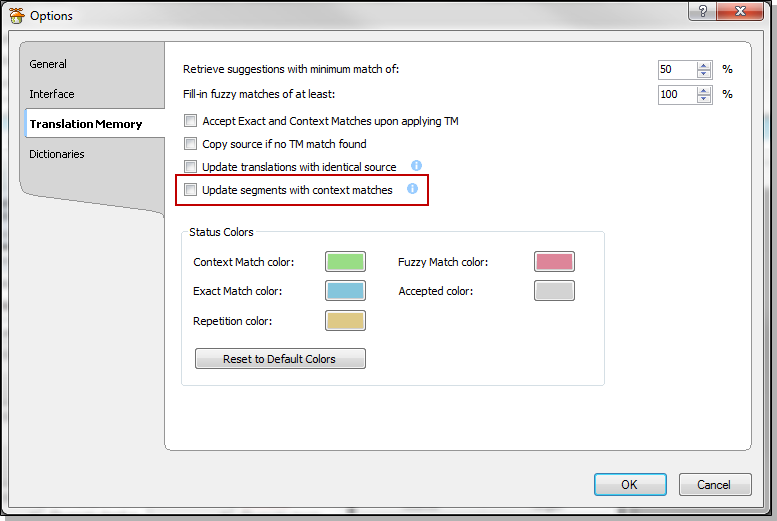 Options
?
General
Interface
Translation Memory
Dictionaries
Retrieve suggestions with minimum match of: 50 %
Fill-in fuzzy matches of at least: 100 %
Accept Exact and Context Matches upon applying TM
Copy source if no TM match found
Update translations with identical source i
Update segments with context matches i
Status Colors
Context Match color: Fuzzy Match color:
Exact Match color: Accepted color:
Repetition color:
Reset to Default Colors
OK Cancel